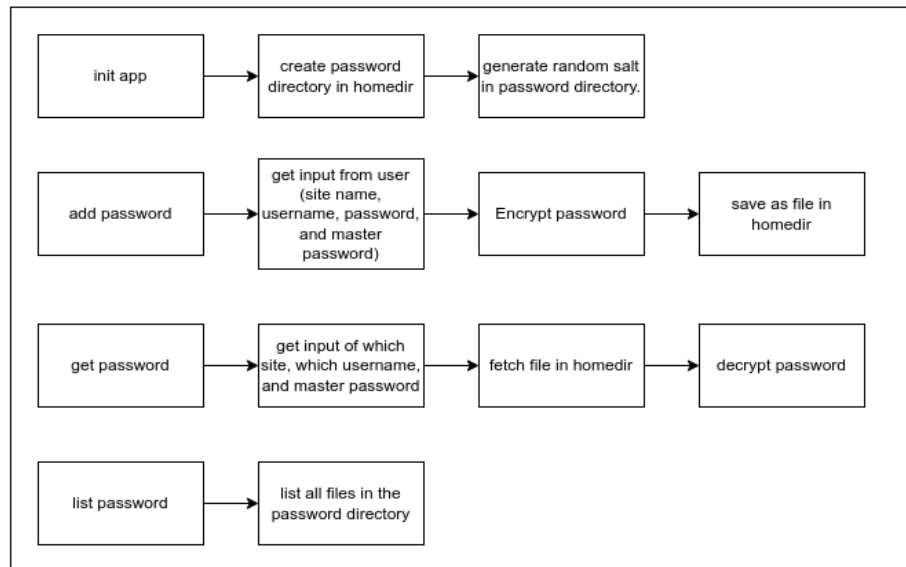 init app
create password
directory in homedir
generate random salt
in password directory.
add password
get input from user
(site name,
username, password,
and master
password)
Encrypt password
save as file in
homedir
get password
get input of which
site, which username,
and master password
fetch file in homedir
decrypt password
list password
list all files in the
password directory